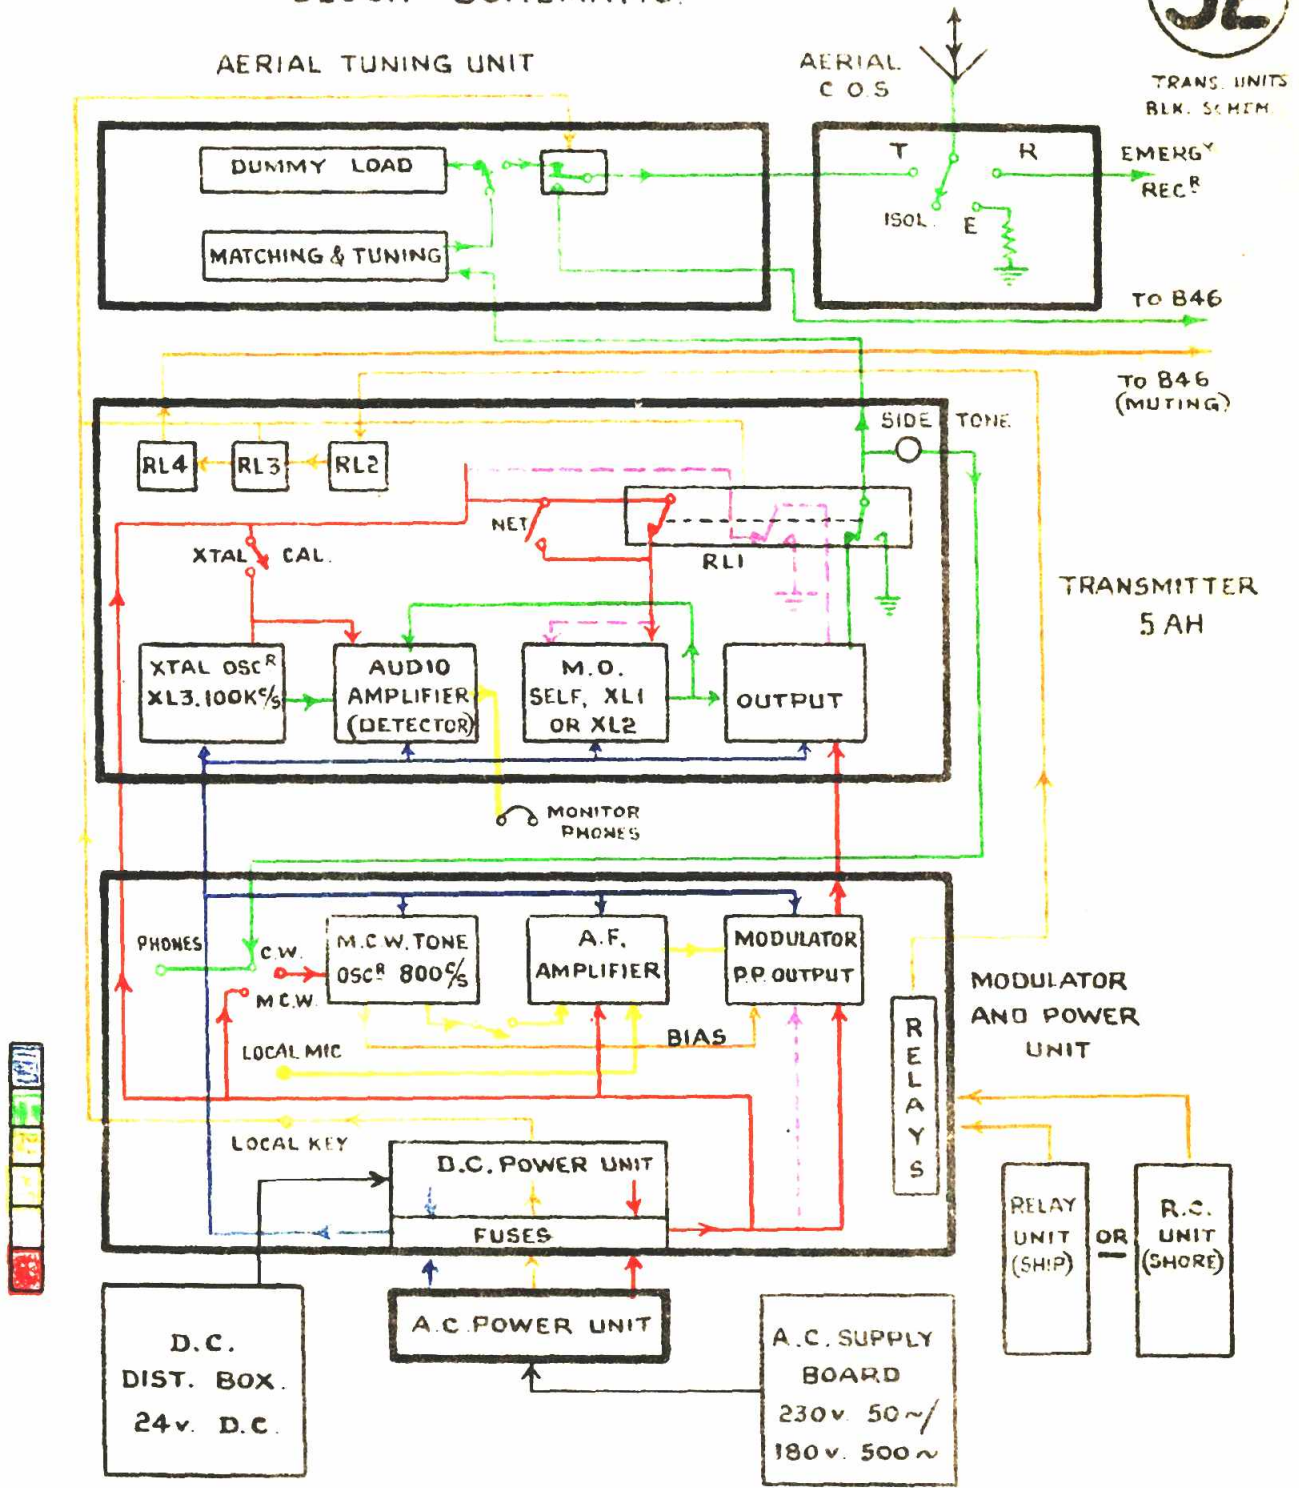 BLOCK SCHEMATIC.
AERIAL TUNING UNIT
AERIAL
C.O.S
TRANS. UNITS
BLK. SCHEM.
DUMMY LOAD
MATCHING & TUNING
T
R
ISOL.
E
EMERGY
RECR
TO B46
TO B46
(MUTING)
SIDE TONE
RL4
RL3
RL2
NET
XTAL CAL.
RL1
TRANSMITTER
5AH
XTAL OSCR
XL3.100KC/S
AUDIO
AMPLIFIER
(DETECTOR)
M.O.
SELF, XL1
OR XL2
OUTPUT
MONITOR
PHONES
PHONES
C.W.
M.C.W.
M.C.W. TONE
OSCR 800C/S
A.F.
AMPLIFIER
MODULATOR
P.P. OUTPUT
MODULATOR
AND POWER
UNIT
RELAYS
BIAS
LOCAL MIC
LOCAL KEY
D.C. POWER UNIT
FUSES
A.C. POWER UNIT
RELAY
UNIT
(SHIP)
OR
R.C.
UNIT
(SHORE)
D.C.
DIST. BOX.
24v. D.C.
A.C. SUPPLY
BOARD
230v. 50~/
180v. 500~